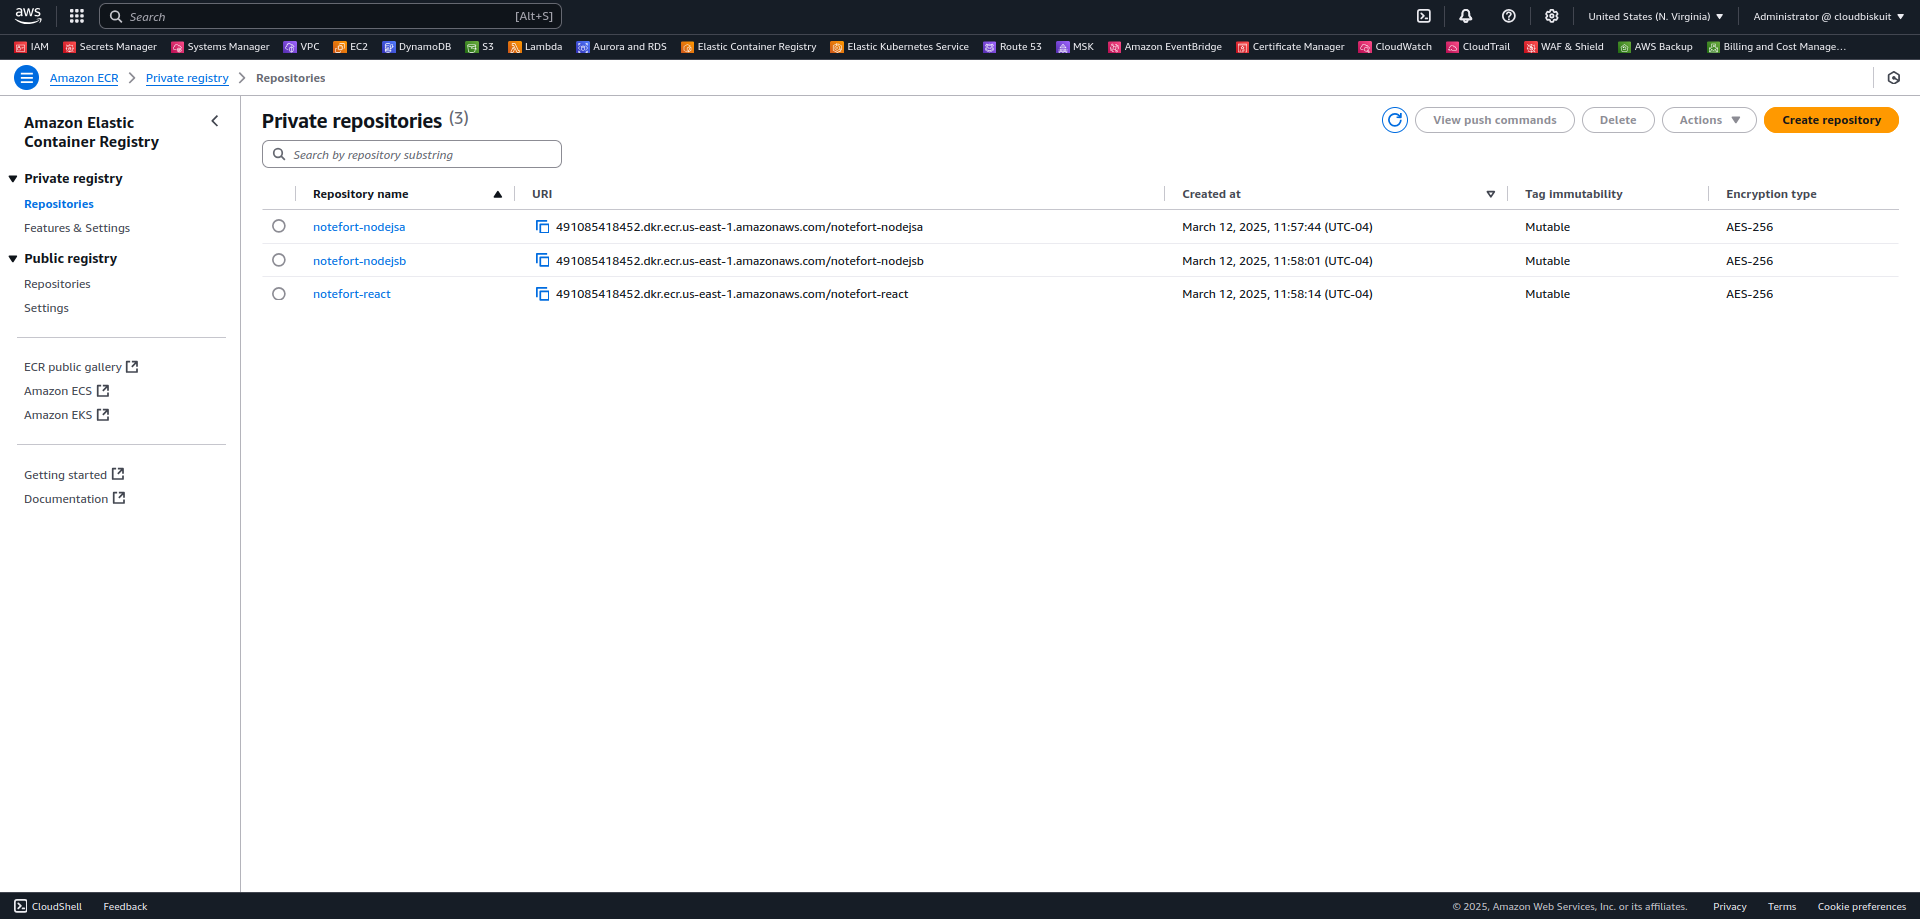 aws Search [Alt+S] United States (N. Virginia) Administrator @ cloudbiskuit
IAM Secrets Manager Systems Manager VPC EC2 DynamoDB S3 Lambda Aurora and RDS Elastic Container Registry Elastic Kubernetes Service Route 53 MSK Amazon EventBridge Certificate Manager CloudWatch CloudTrail WAF & Shield AWS Backup Billing and Cost Manage...
Amazon ECR Private registry Repositories
Amazon Elastic
Container Registry
Private registry
Repositories
Features & Settings
Public registry
Repositories
Settings
ECR public gallery
Amazon ECS
Amazon EKS
Getting started
Documentation
Private repositories (3)
View push commands Delete Actions Create repository
Search by repository substring
Repository name URI Created at Tag immutability Encryption type
notefort-nodejsa 491085418452.dkr.ecr.us-east-1.amazonaws.com/notefort-nodejsa March 12, 2025, 11:57:44 (UTC-04) Mutable AES-256
notefort-nodejsb 491085418452.dkr.ecr.us-east-1.amazonaws.com/notefort-nodejsb March 12, 2025, 11:58:01 (UTC-04) Mutable AES-256
notefort-react 491085418452.dkr.ecr.us-east-1.amazonaws.com/notefort-react March 12, 2025, 11:58:14 (UTC-04) Mutable AES-256
CloudShell Feedback © 2025, Amazon Web Services, Inc. or its affiliates. Privacy Terms Cookie preferences